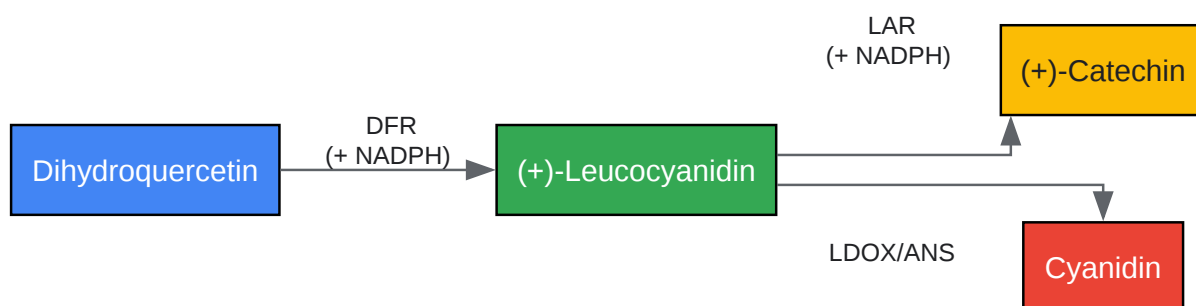 Dihydroquercetin
DFR
(+ NADPH)
(+)-Leucocyanidin
LAR
(+ NADPH)
(+)-Catechin
LDOX/ANS
Cyanidin